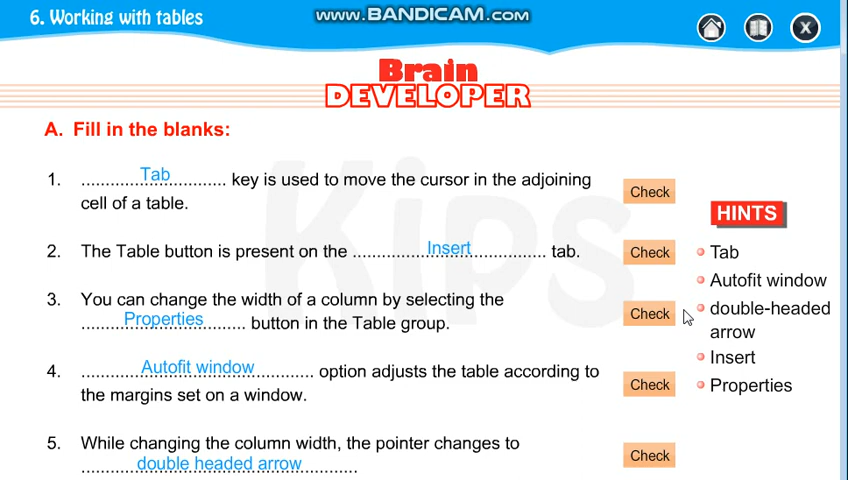 6. Working with tables
www.BANDICAM.com
X
Brain
DEVELOPER
A. Fill in the blanks:
1. ..............Tab.............. key is used to move the cursor in the adjoining
cell of a table.
Check
2. The Table button is present on the ..................Insert.................. tab.
Check
3. You can change the width of a column by selecting the
..........Properties.......... button in the Table group.
Check
4. ..............Autofit window.............. option adjusts the table according to
the margins set on a window.
Check
5. While changing the column width, the pointer changes to
..............double headed arrow..............
Check
HINTS
Tab
Autofit window
double-headed
arrow
Insert
Properties
Kips